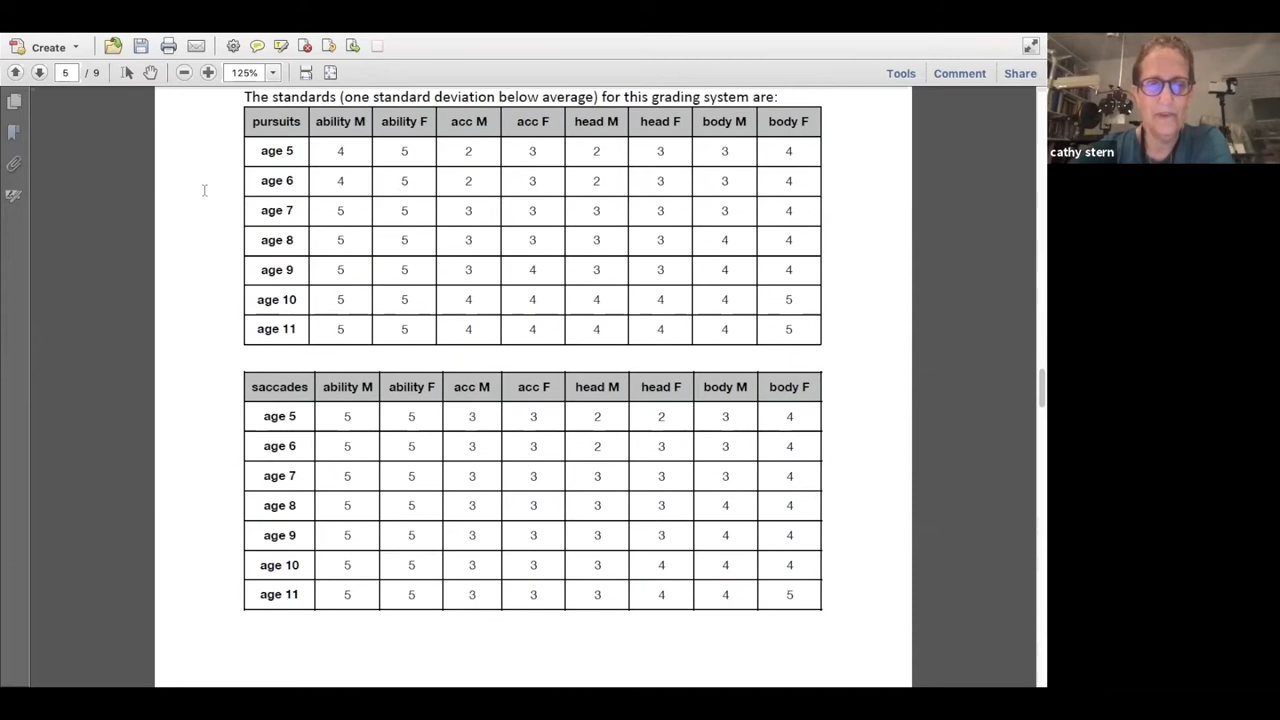 Create
5 / 9
125%
Tools
Comment
Share
The standards (one standard deviation below average) for this grading system are:
pursuits ability M ability F acc M acc F head M head F body M body F
age 5 4 5 2 3 2 3 3 4
age 6 4 5 2 3 2 3 3 4
age 7 5 5 3 3 3 3 3 4
age 8 5 5 3 3 3 3 4 4
age 9 5 5 3 4 3 3 4 4
age 10 5 5 4 4 4 4 4 5
age 11 5 5 4 4 4 4 4 5
saccades ability M ability F acc M acc F head M head F body M body F
age 5 5 5 3 3 2 2 3 4
age 6 5 5 3 3 2 3 3 4
age 7 5 5 3 3 3 3 3 4
age 8 5 5 3 3 3 3 4 4
age 9 5 5 3 3 3 3 4 4
age 10 5 5 3 3 3 4 4 4
age 11 5 5 3 3 3 4 4 5
cathy stern